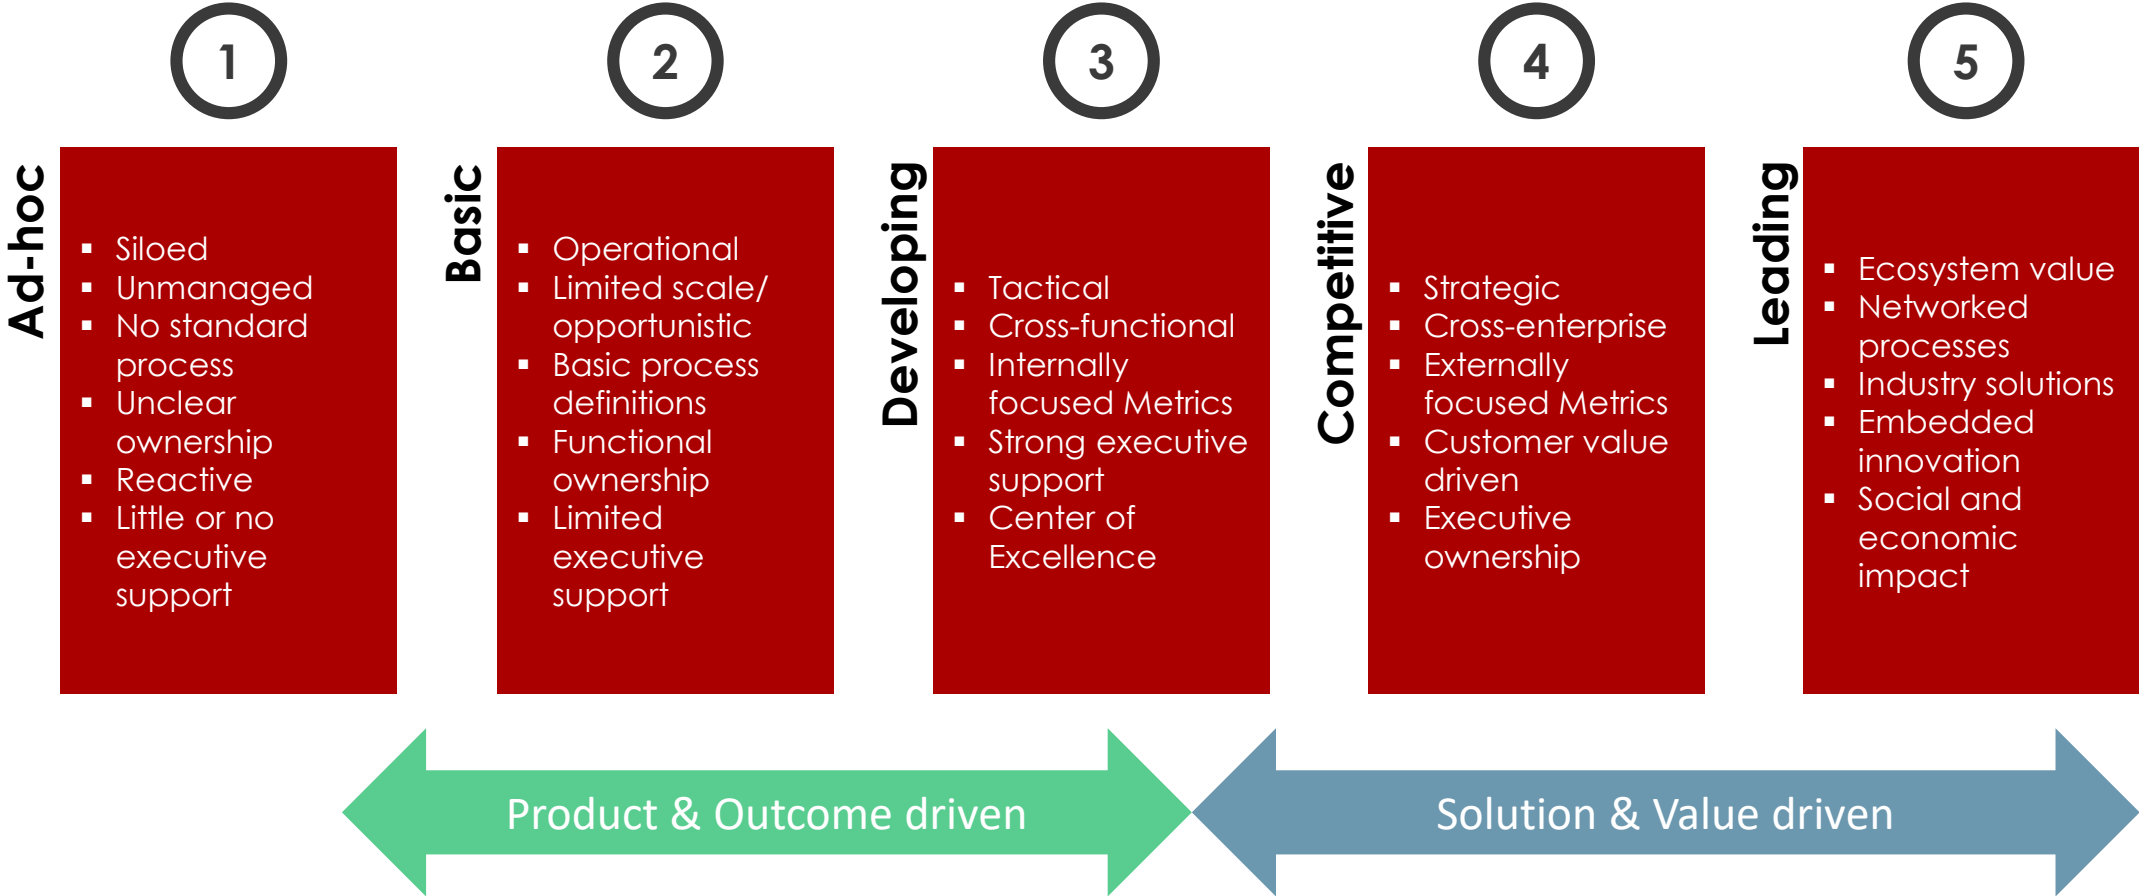 1
Ad-hoc
▪ Siloed
▪ Unmanaged
▪ No standard
process
▪ Unclear
ownership
▪ Reactive
▪ Little or no
executive
support
2
Basic
▪ Operational
▪ Limited scale/
opportunistic
▪ Basic process
definitions
▪ Functional
ownership
▪ Limited
executive
support
3
Developing
▪ Tactical
▪ Cross-functional
▪ Internally
focused Metrics
▪ Strong executive
support
▪ Center of
Excellence
4
Competitive
▪ Strategic
▪ Cross-enterprise
▪ Externally
focused Metrics
▪ Customer value
driven
▪ Executive
ownership
5
Leading
▪ Ecosystem value
▪ Networked
processes
▪ Industry solutions
▪ Embedded
innovation
▪ Social and
economic
impact
Product & Outcome driven
Solution & Value driven